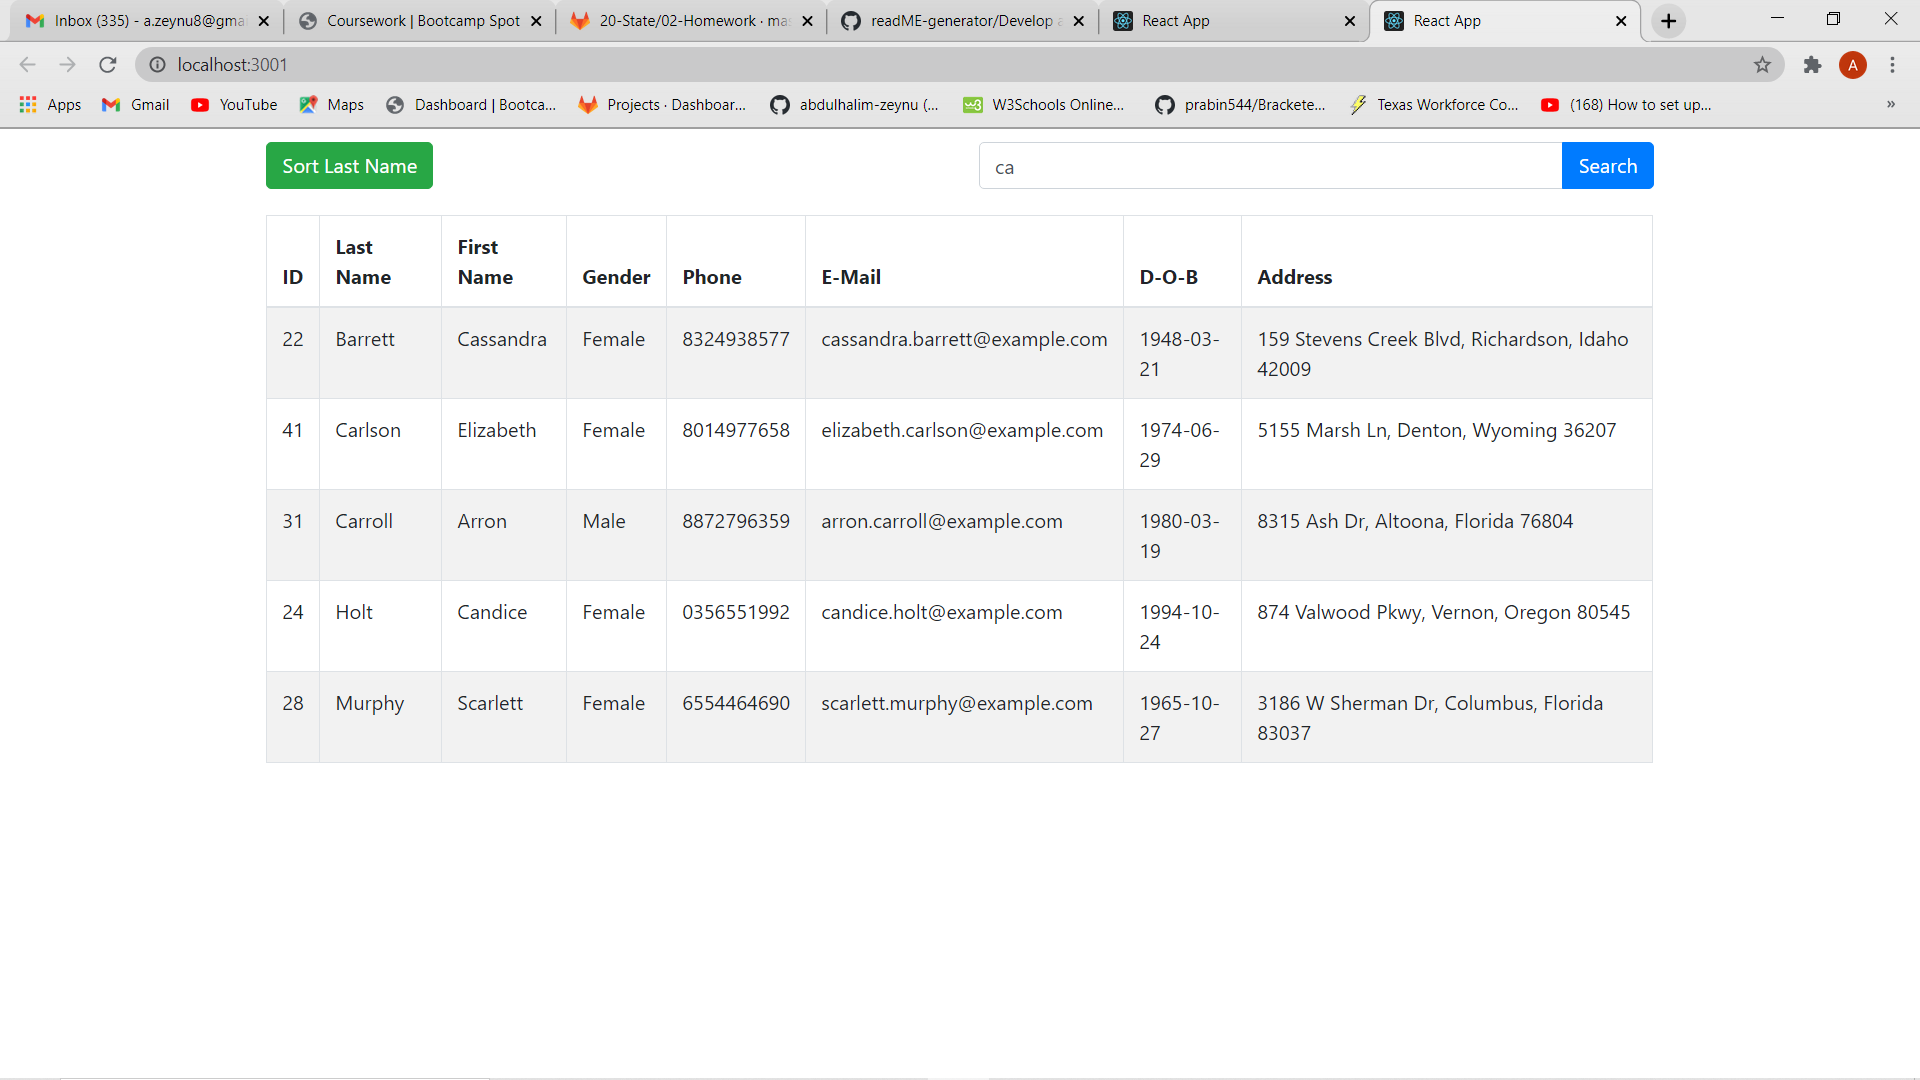 Inbox (335) - a.zeynu8@gma
Coursework | Bootcamp Spot
20-State/02-Homework · mas
readME-generator/Develop a
React App
React App
localhost:3001
A
Apps
Gmail
YouTube
Maps
Dashboard | Bootca...
Projects · Dashboar...
abdulhalim-zeynu (...
W3Schools Online...
prabin544/Brackete...
Texas Workforce Co...
(168) How to set up...
»
Sort Last Name
ca
Search
ID Last Name First Name Gender Phone E-Mail D-O-B Address
22 Barrett Cassandra Female 8324938577 cassandra.barrett@example.com 1948-03-21 159 Stevens Creek Blvd, Richardson, Idaho 42009
41 Carlson Elizabeth Female 8014977658 elizabeth.carlson@example.com 1974-06-29 5155 Marsh Ln, Denton, Wyoming 36207
31 Carroll Arron Male 8872796359 arron.carroll@example.com 1980-03-19 8315 Ash Dr, Altoona, Florida 76804
24 Holt Candice Female 0356551992 candice.holt@example.com 1994-10-24 874 Valwood Pkwy, Vernon, Oregon 80545
28 Murphy Scarlett Female 6554464690 scarlett.murphy@example.com 1965-10-27 3186 W Sherman Dr, Columbus, Florida 83037